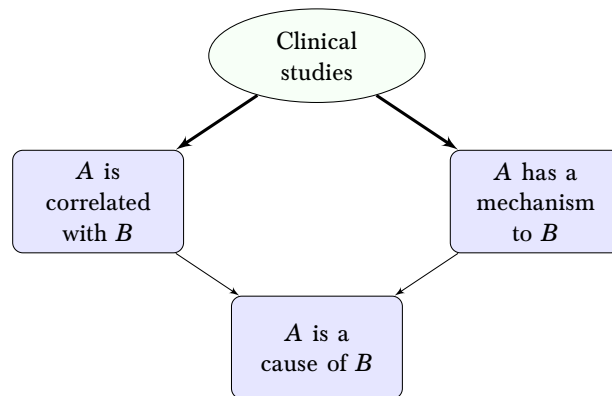 Clinical
studies
A is
correlated
with B
A has a
mechanism
to B
A is a
cause of B